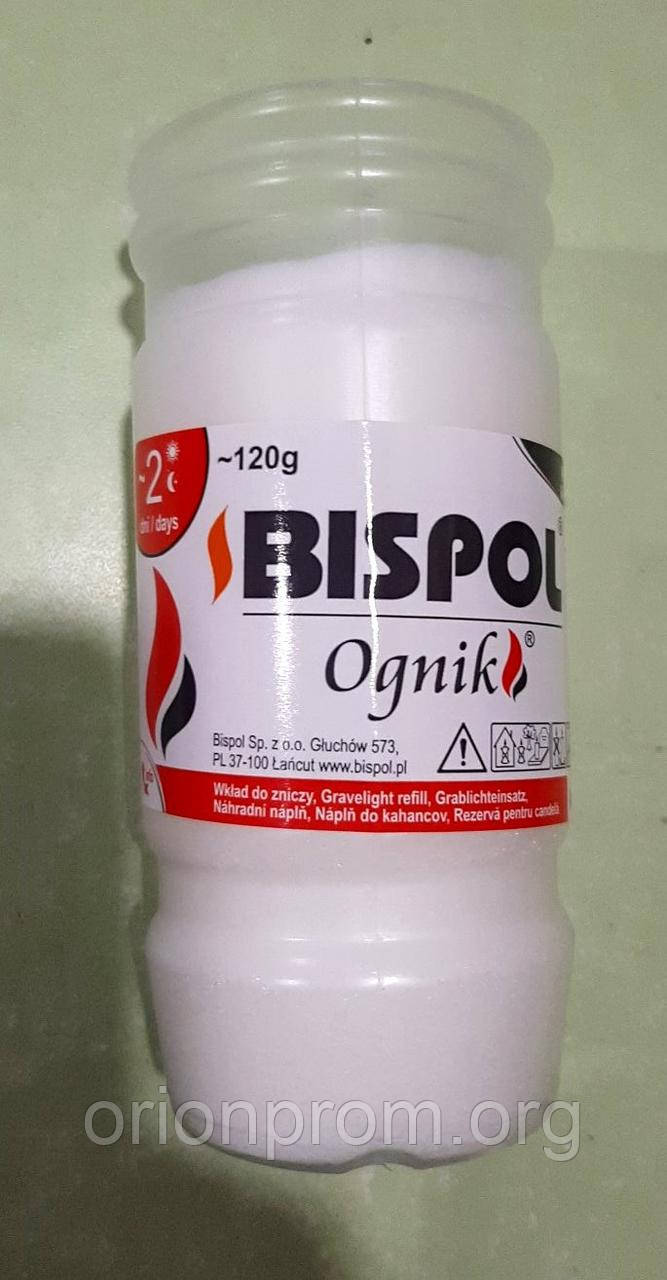 ~2
dni / days
~120g
BISPOL®
Ognik®
Bispol Sp. z o.o. Głuchów 573,
PL 37-100 Łańcut www.bispol.pl
Wkład do zniczy, Gravelight refill, Grablichteinsatz,
Náhradní náplň, Náplň do kahancov, Rezervă pentru candelă
orionprom.org